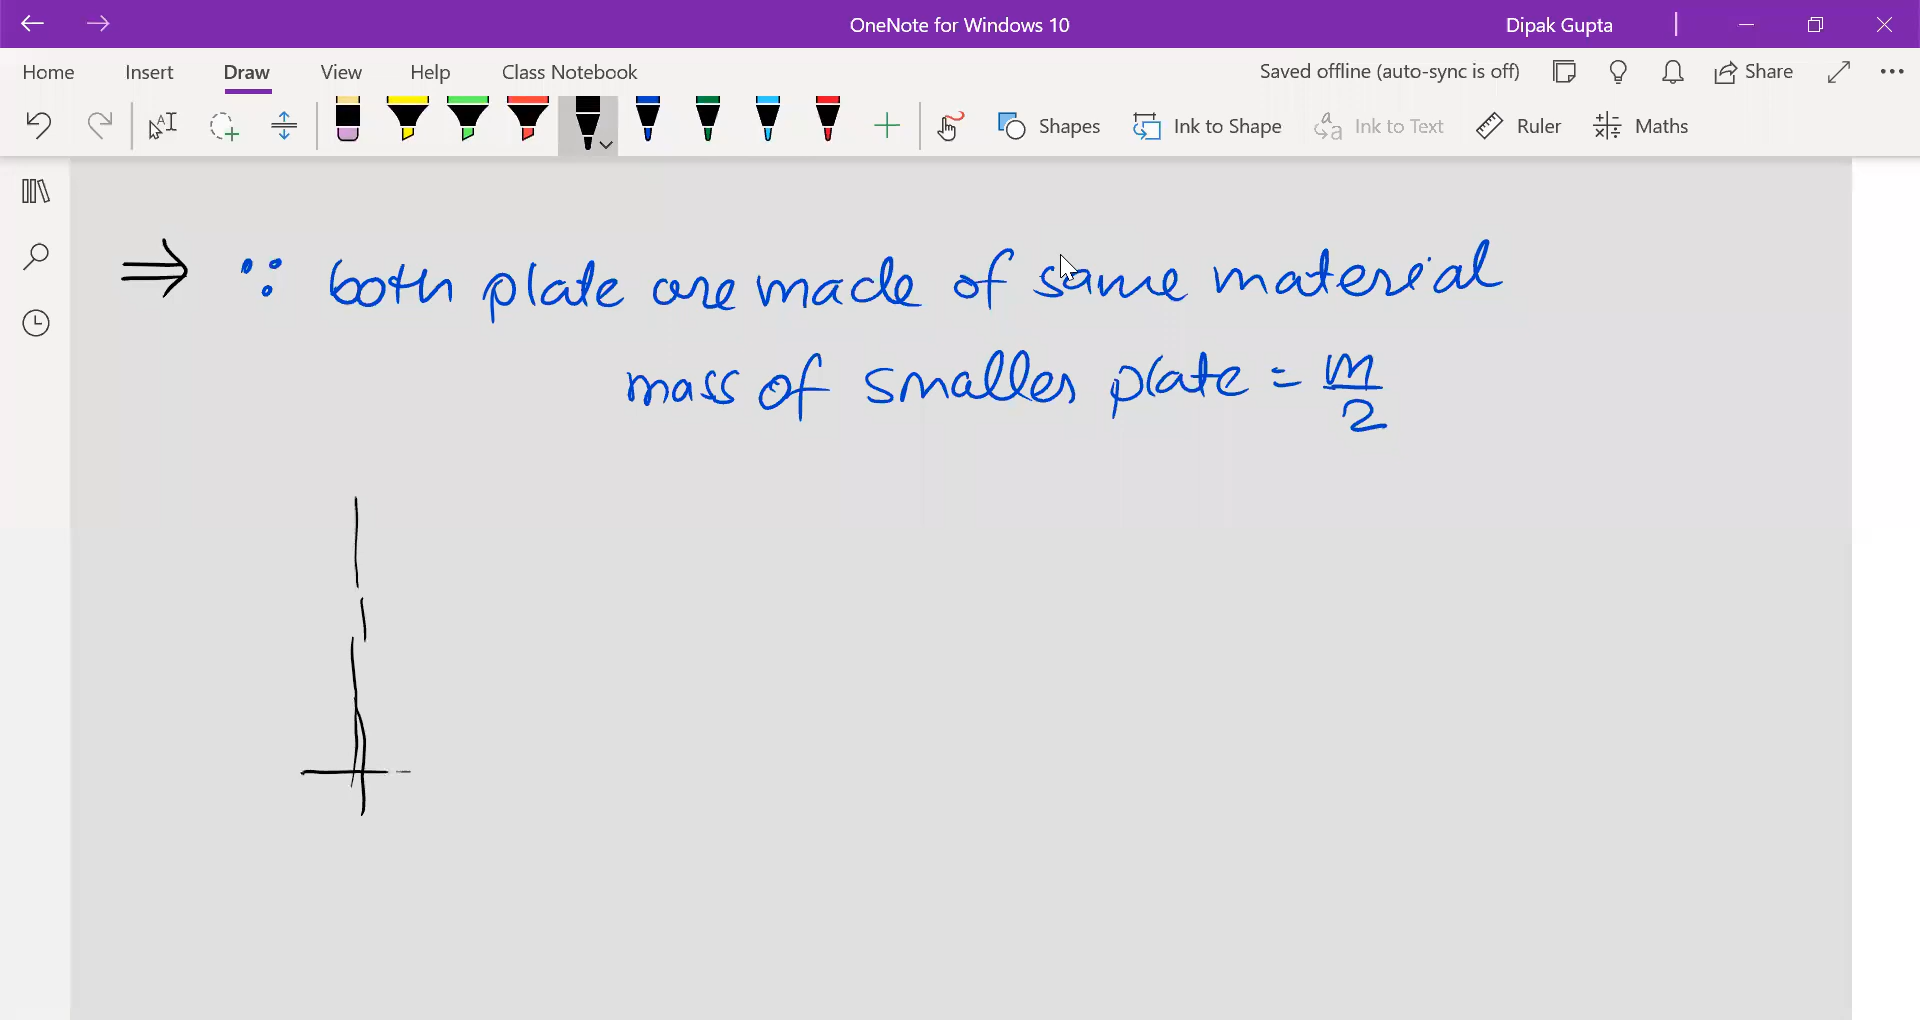 OneNote for Windows 10
Dipak Gupta
Home Insert Draw View Help Class Notebook
Saved offline (auto-sync is off) Share
Shapes Ink to Shape Ink to Text Ruler Maths
⇒ ∵ both plate are made of same material
mass of smaller plate = m/2